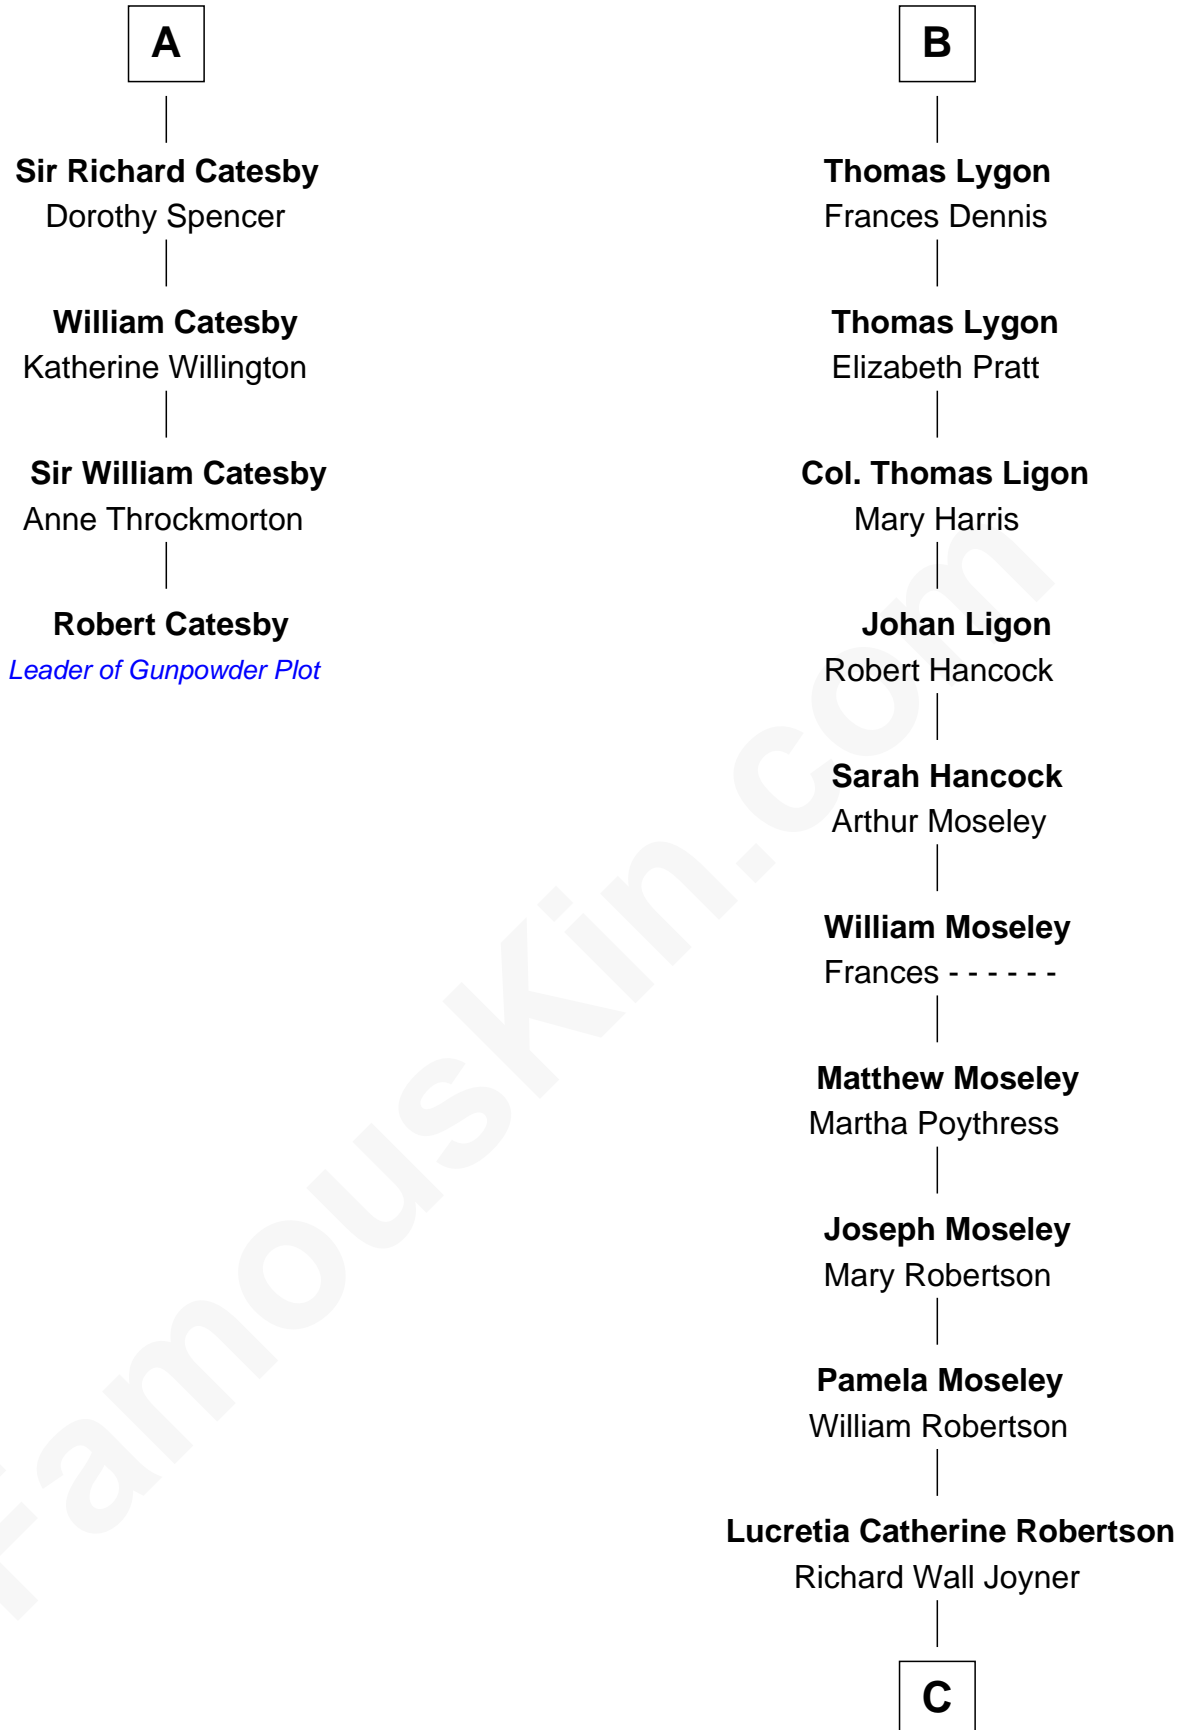 A
Sir Richard Catesby
Dorothy Spencer
William Catesby
Katherine Willington
Sir William Catesby
Anne Throckmorton
Robert Catesby
Leader of Gunpowder Plot
B
Thomas Lygon
Frances Dennis
Thomas Lygon
Elizabeth Pratt
Col. Thomas Ligon
Mary Harris
Johan Ligon
Robert Hancock
Sarah Hancock
Arthur Moseley
William Moseley
Frances - - - - - -
Matthew Moseley
Martha Poythress
Joseph Moseley
Mary Robertson
Pamela Moseley
William Robertson
Lucretia Catherine Robertson
Richard Wall Joyner
C
FamousKin.com